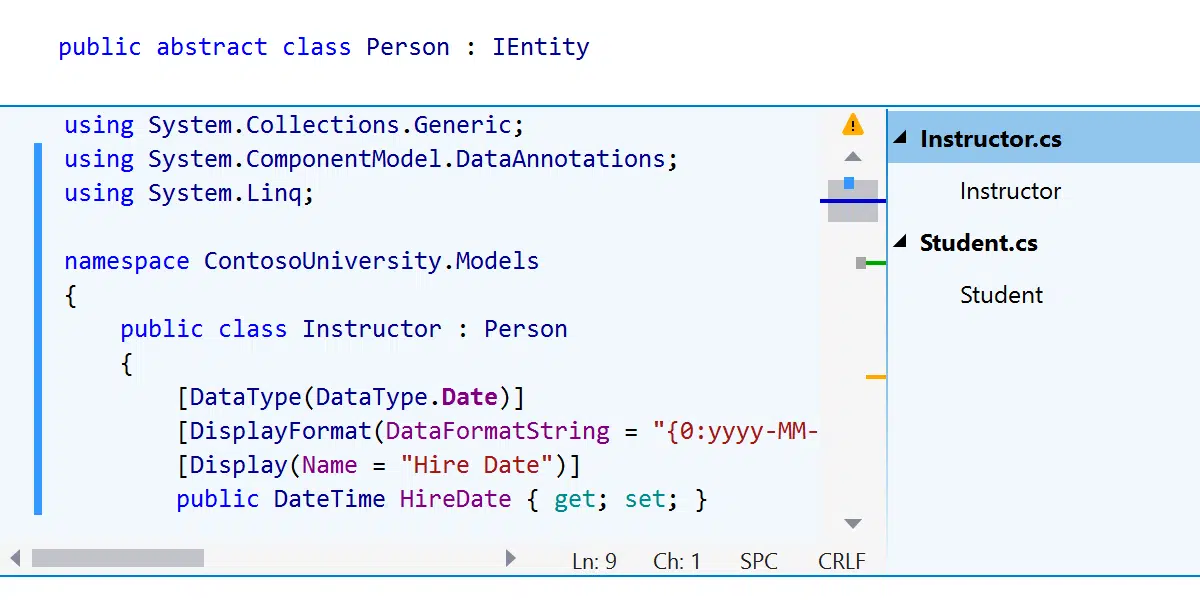 public abstract class Person : IEntity
using System.Collections.Generic;
using System.ComponentModel.DataAnnotations;
using System.Linq;
namespace ContosoUniversity.Models
{
    public class Instructor : Person
    {
        [DataType(DataType.Date)]
        [DisplayFormat(DataFormatString = "{0:yyyy-MM-
        [Display(Name = "Hire Date")]
        public DateTime HireDate { get; set; }
Ln: 9 Ch: 1 SPC CRLF
Instructor.cs
Instructor
Student.cs
Student